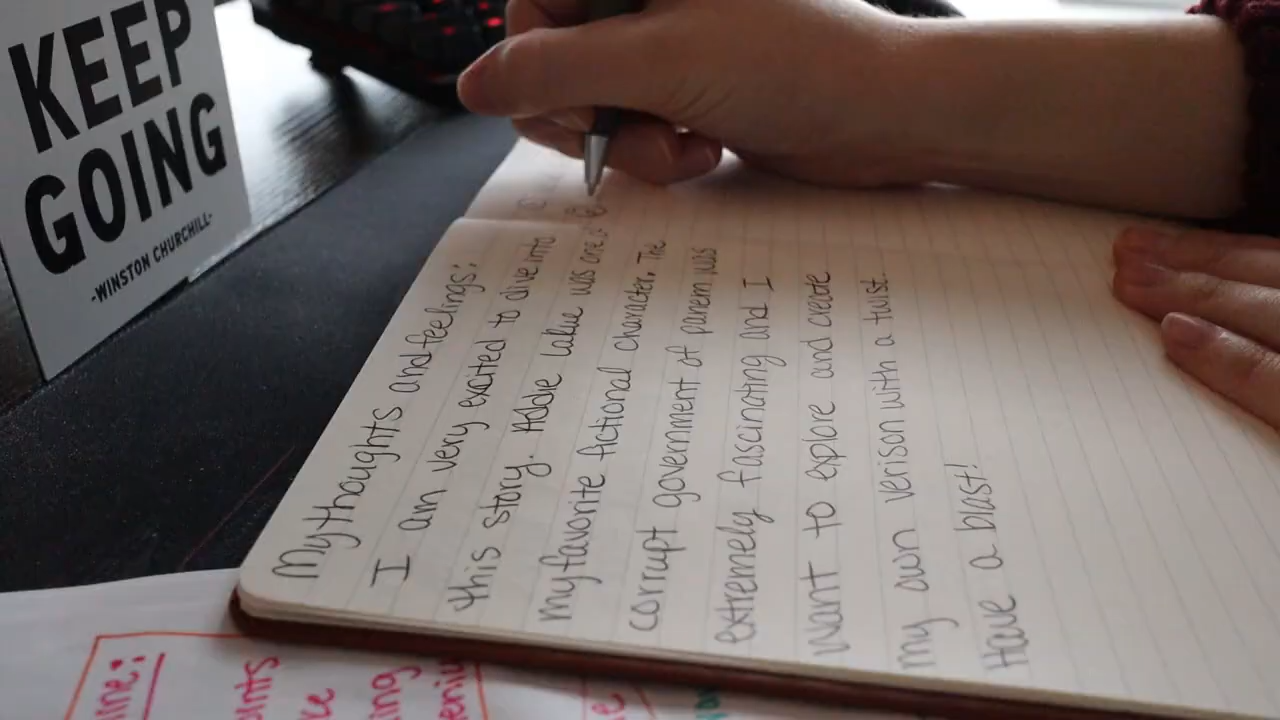 KEEP
GOING
-WINSTON CHURCHILL-
My thoughts and feelings:
I am very excited to dive into
this story. Addie Larue was one of
my favorite fictional character. The
corrupt government of panem was
extremely fascinating and I
want to explore and create
my own verison with a twist.
Have a blast!